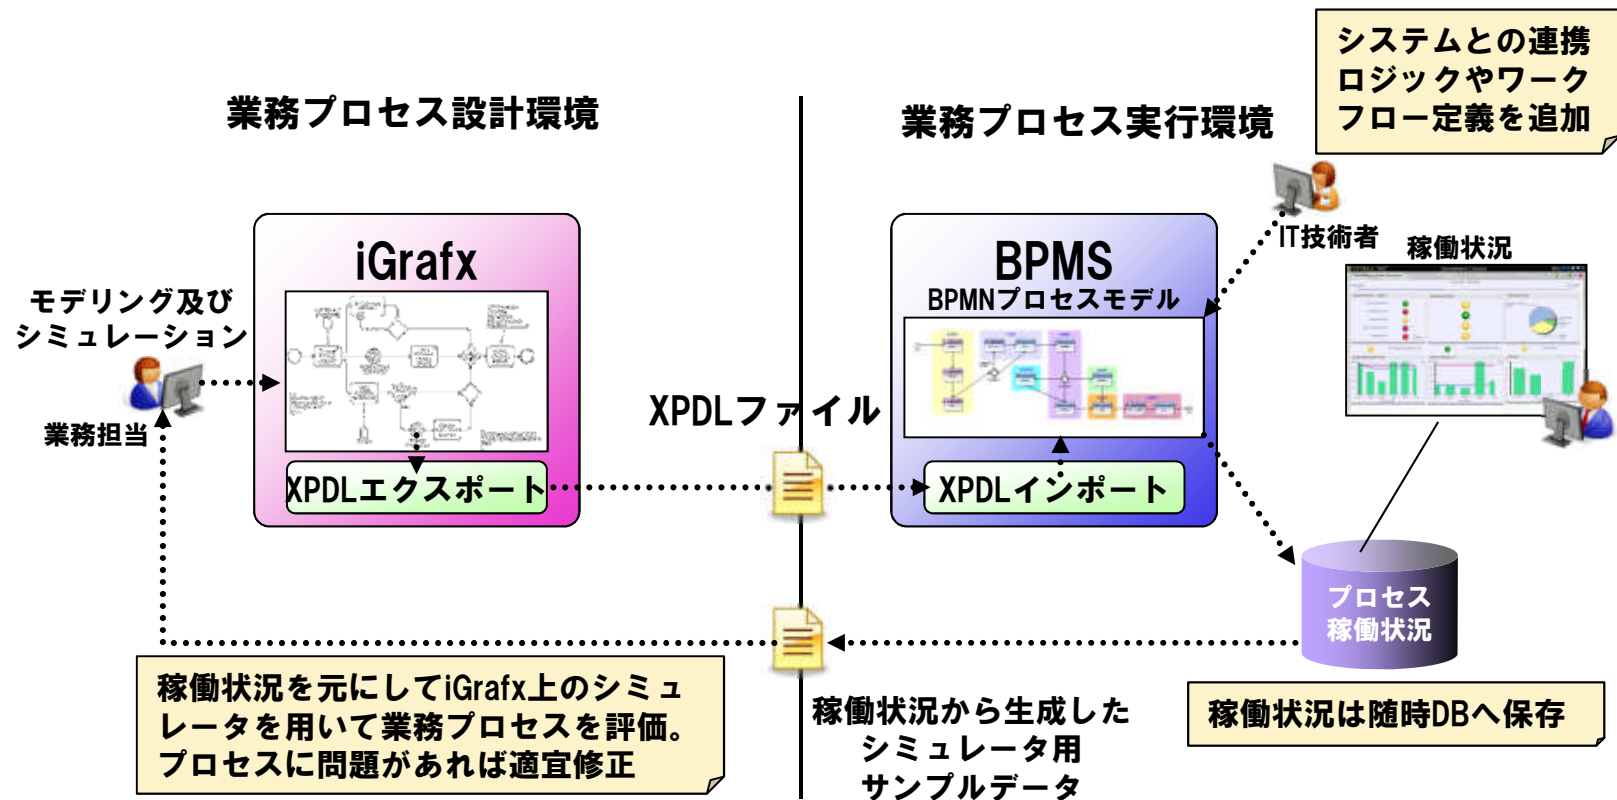 システムとの連携
ロジックやワーク
フロー定義を追加
業務プロセス設計環境
業務プロセス実行環境
IT技術者
稼働状況
iGrafx
BPMS
BPMNプロセスモデル
モデリング及び
シミュレーション
業務担当
XPDLファイル
XPDLエクスポート
XPDLインポート
プロセス
稼働状況
稼働状況を元にしてiGrafx上のシミュ
レータを用いて業務プロセスを評価。
プロセスに問題があれば適宜修正
稼働状況から生成した
シミュレータ用
サンプルデータ
稼働状況は随時DBへ保存